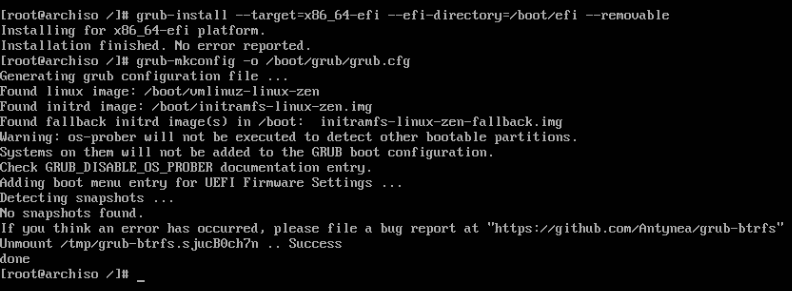 [root@archiso /]# grub-install --target=x86_64-efi --efi-directory=/boot/efi --removable
Installing for x86_64-efi platform.
Installation finished. No error reported.
[root@archiso /]# grub-mkconfig -o /boot/grub/grub.cfg
Generating grub configuration file ...
Found linux image: /boot/vmlinuz-linux-zen
Found initrd image: /boot/initramfs-linux-zen.img
Found fallback initrd image(s) in /boot:  initramfs-linux-zen-fallback.img
Warning: os-prober will not be executed to detect other bootable partitions.
Systems on them will not be added to the GRUB boot configuration.
Check GRUB_DISABLE_OS_PROBER documentation entry.
Adding boot menu entry for UEFI Firmware Settings ...
Detecting snapshots ...
No snapshots found.
If you think an error has occurred, please file a bug report at "https://github.com/Antynea/grub-btrfs"
Unmount /tmp/grub-btrfs.sjucB0ch7n .. Success
done
[root@archiso /]# _